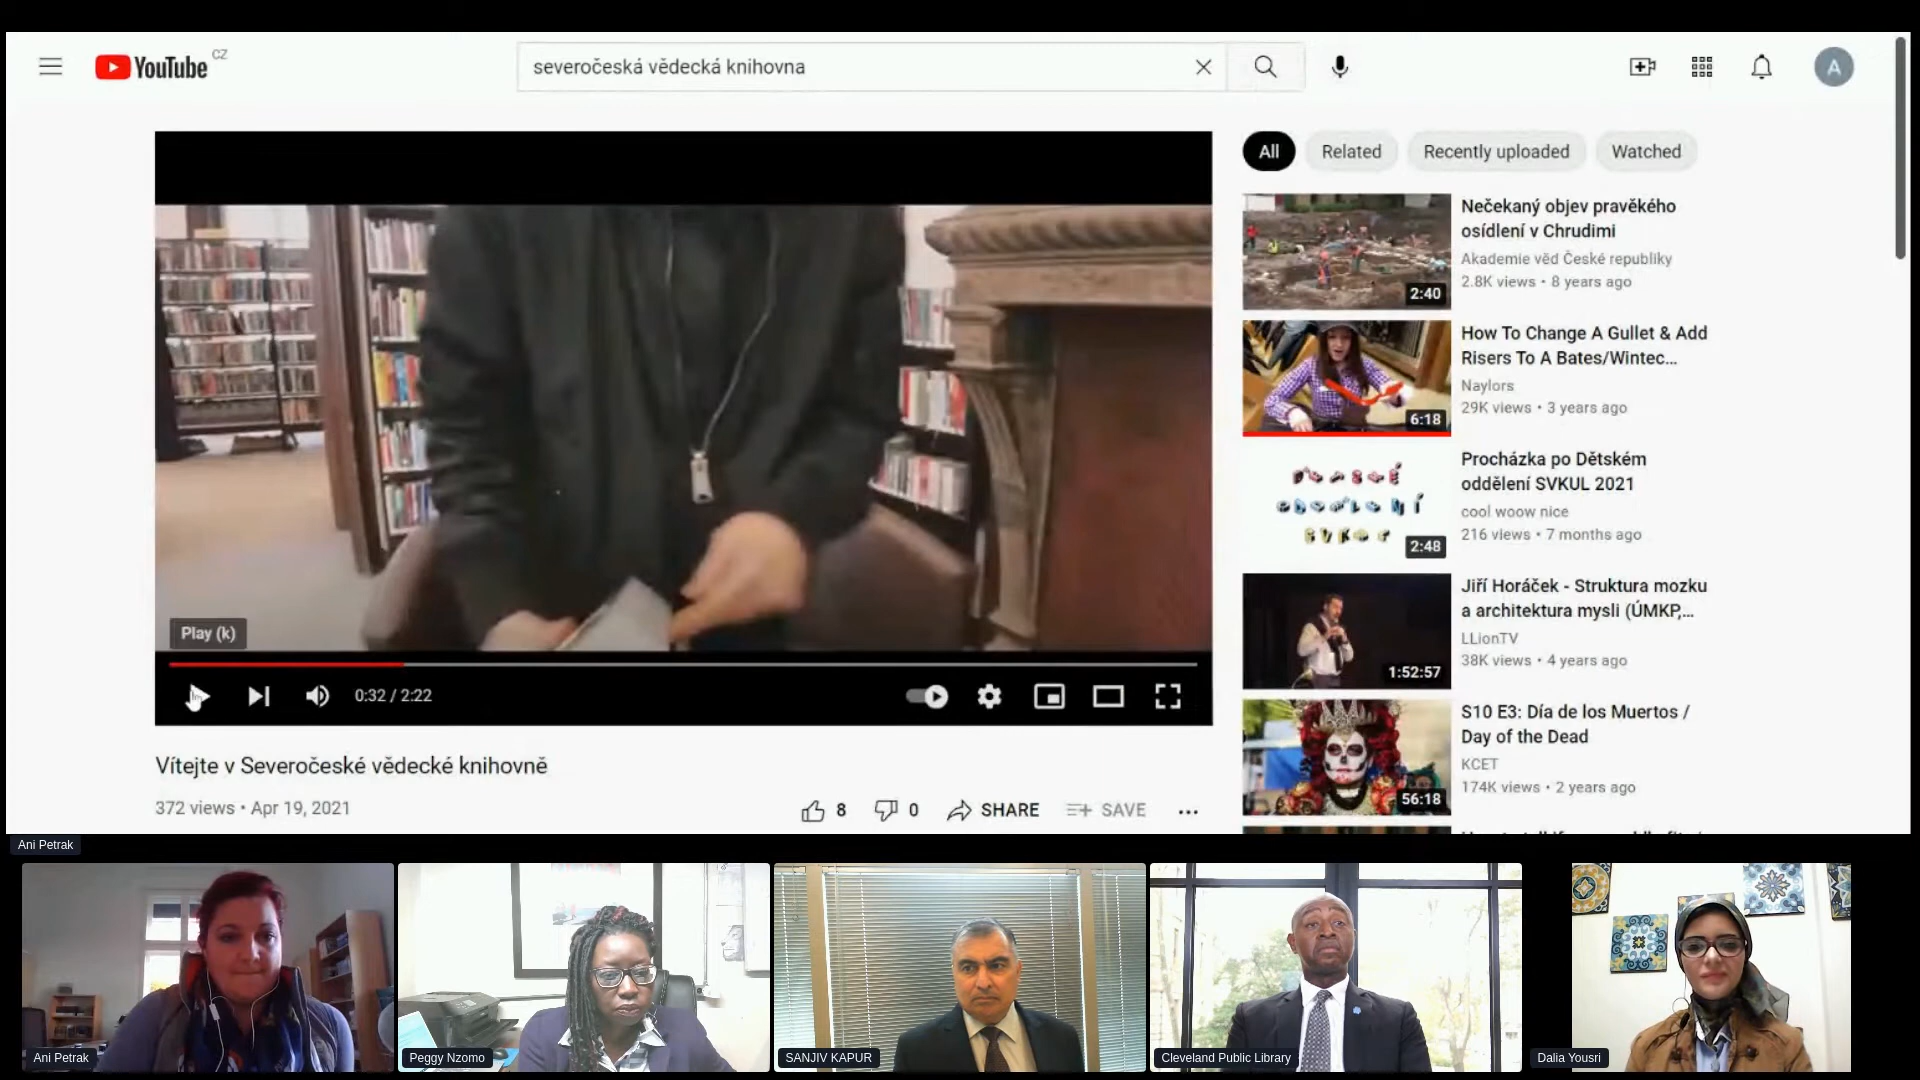 YouTube CZ
severočeská vědecká knihovna
A
All
Related
Recently uploaded
Watched
Play (k)
0:32 / 2:22
Vítejte v Severočeské vědecké knihovně
372 views • Apr 19, 2021
8
0
SHARE
SAVE
2:40
Nečekaný objev pravěkého
osídlení v Chrudimi
Akademie věd České republiky
2.8K views • 8 years ago
6:18
How To Change A Gullet & Add
Risers To A Bates/Wintec...
Naylors
29K views • 3 years ago
2:48
Procházka po Dětském
oddělení SVKUL 2021
cool woow nice
216 views • 7 months ago
1:52:57
Jiří Horáček - Struktura mozku
a architektura mysli (ÚMKP,...
LLionTV
38K views • 4 years ago
56:18
S10 E3: Día de los Muertos /
Day of the Dead
KCET
174K views • 2 years ago
Ani Petrak
Ani Petrak
Peggy Nzomo
SANJIV KAPUR
Cleveland Public Library
Dalia Yousri